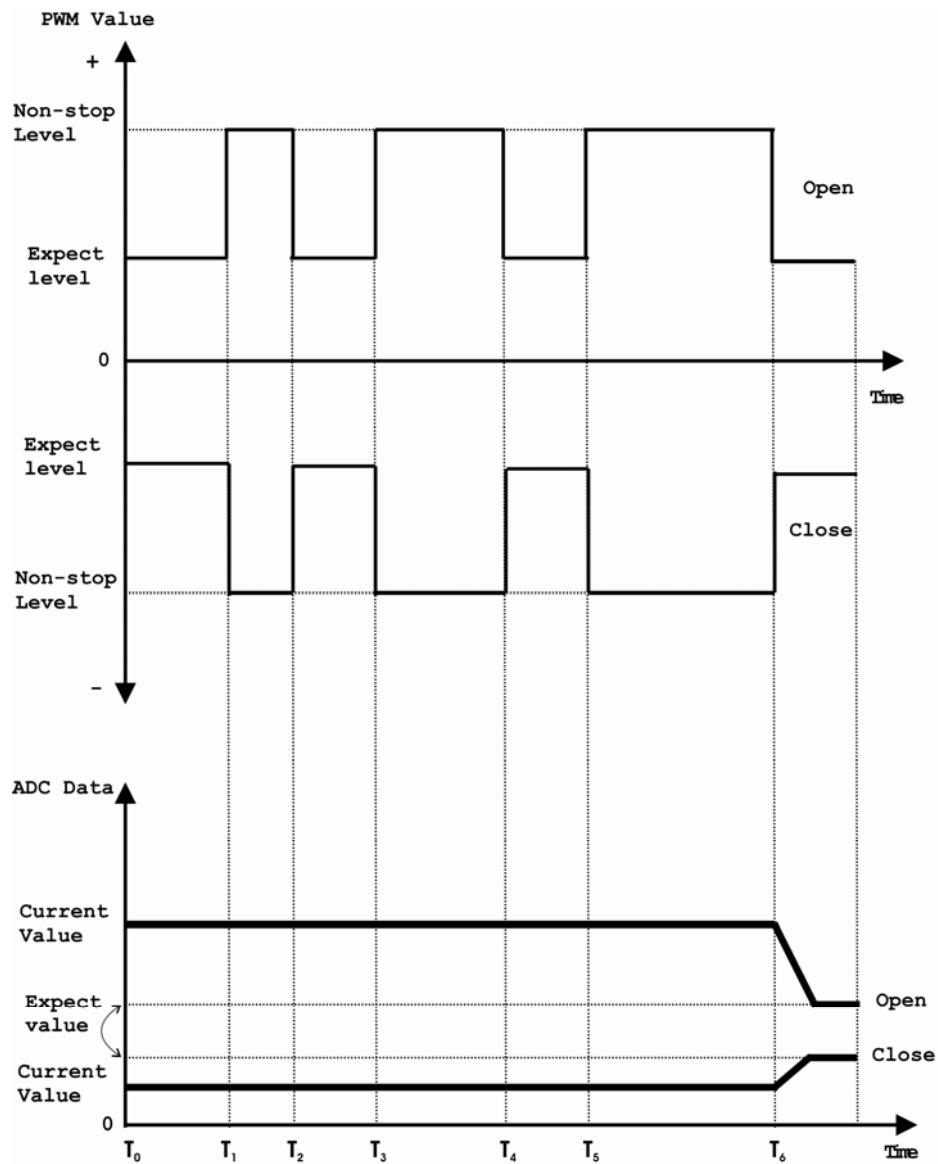 PWM Value
+
Non-stop
Level
Open
Expect
level
0
Time
Expect
level
Close
Non-stop
Level
-
ADC Data
Current
Value
Expect
value
Open
Close
Current
Value
0
T0 T1 T2 T3 T4 T5 T6 Time